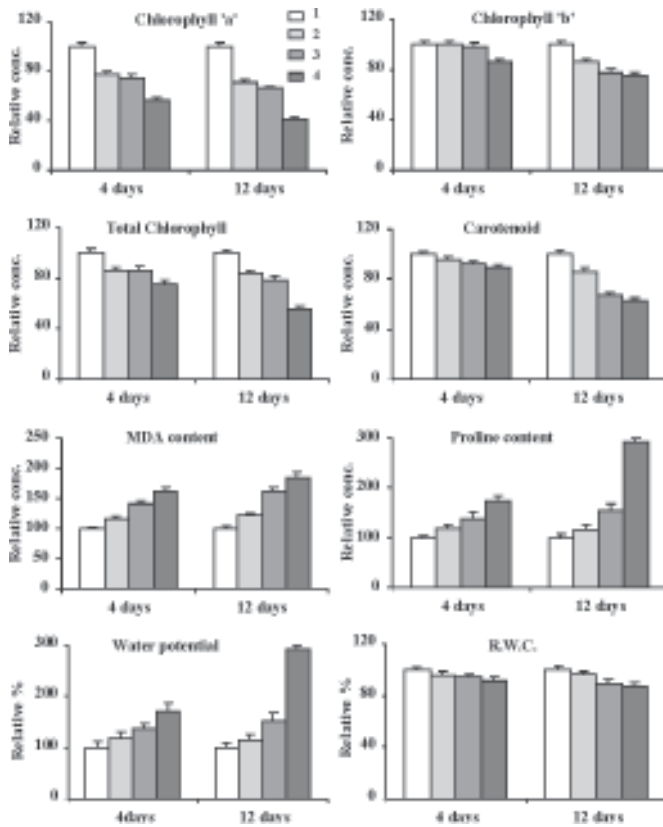 Chlorophyll 'a'
1
2
3
4
120
80
40
0
Relative conc.
4 days
12 days
Chlorophyll 'b'
120
80
40
0
Relative conc.
4 days
12 days
Total Chlorophyll
120
80
40
0
Relative conc.
4 days
12 days
Carotenoid
120
80
40
0
Relative conc.
4 days
12 days
MDA content
250
200
150
100
50
0
Relative conc.
4 days
12 days
Proline content
300
200
100
0
Relative conc.
4 days
12 days
Water potential
300
200
100
0
Relative %
4days
12 days
R.W.C.
120
80
40
0
Relative %
4 days
12 days